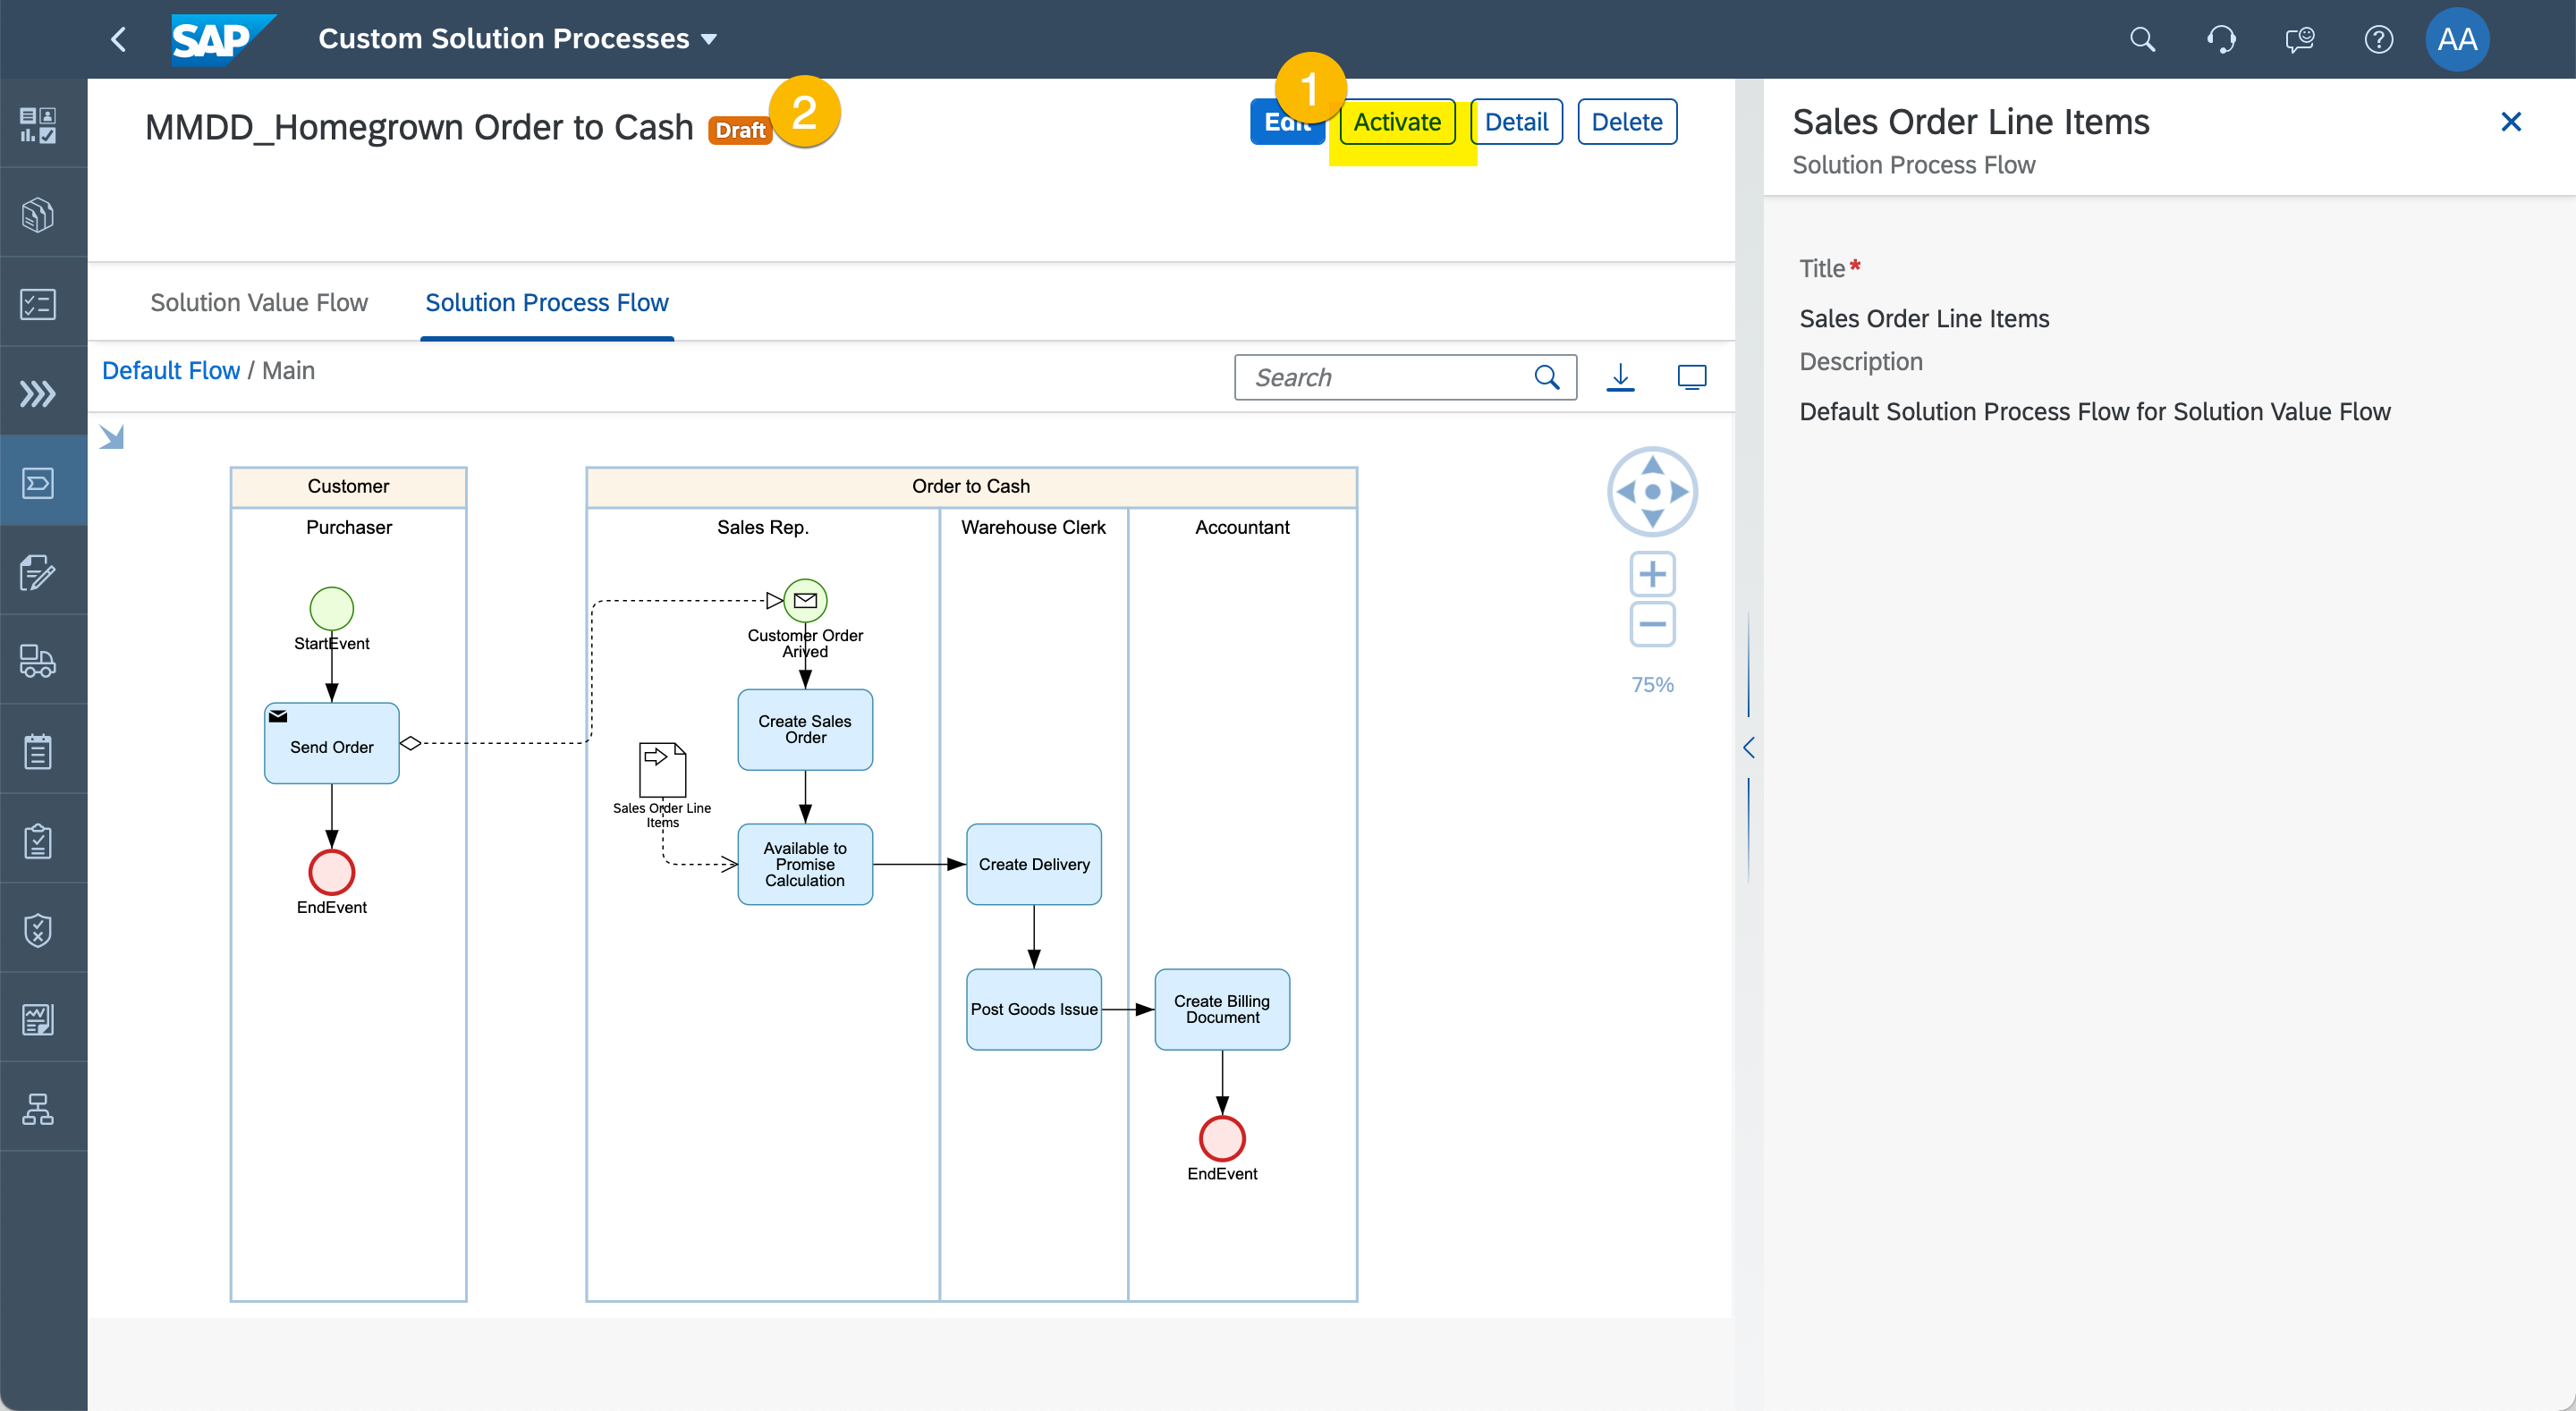 SAP
Custom Solution Processes
AA
MMDD_Homegrown Order to Cash
Draft
2
1
Edit
Activate
Detail
Delete
Solution Value Flow
Solution Process Flow
Default Flow / Main
Search
75%
Customer
Purchaser
StartEvent
Send Order
EndEvent
Order to Cash
Sales Rep.
Warehouse Clerk
Accountant
Customer Order
Arived
Create Sales
Order
Sales Order Line
Items
Available to
Promise
Calculation
Create Delivery
Post Goods Issue
Create Billing
Document
EndEvent
Sales Order Line Items
Solution Process Flow
Title*
Sales Order Line Items
Description
Default Solution Process Flow for Solution Value Flow